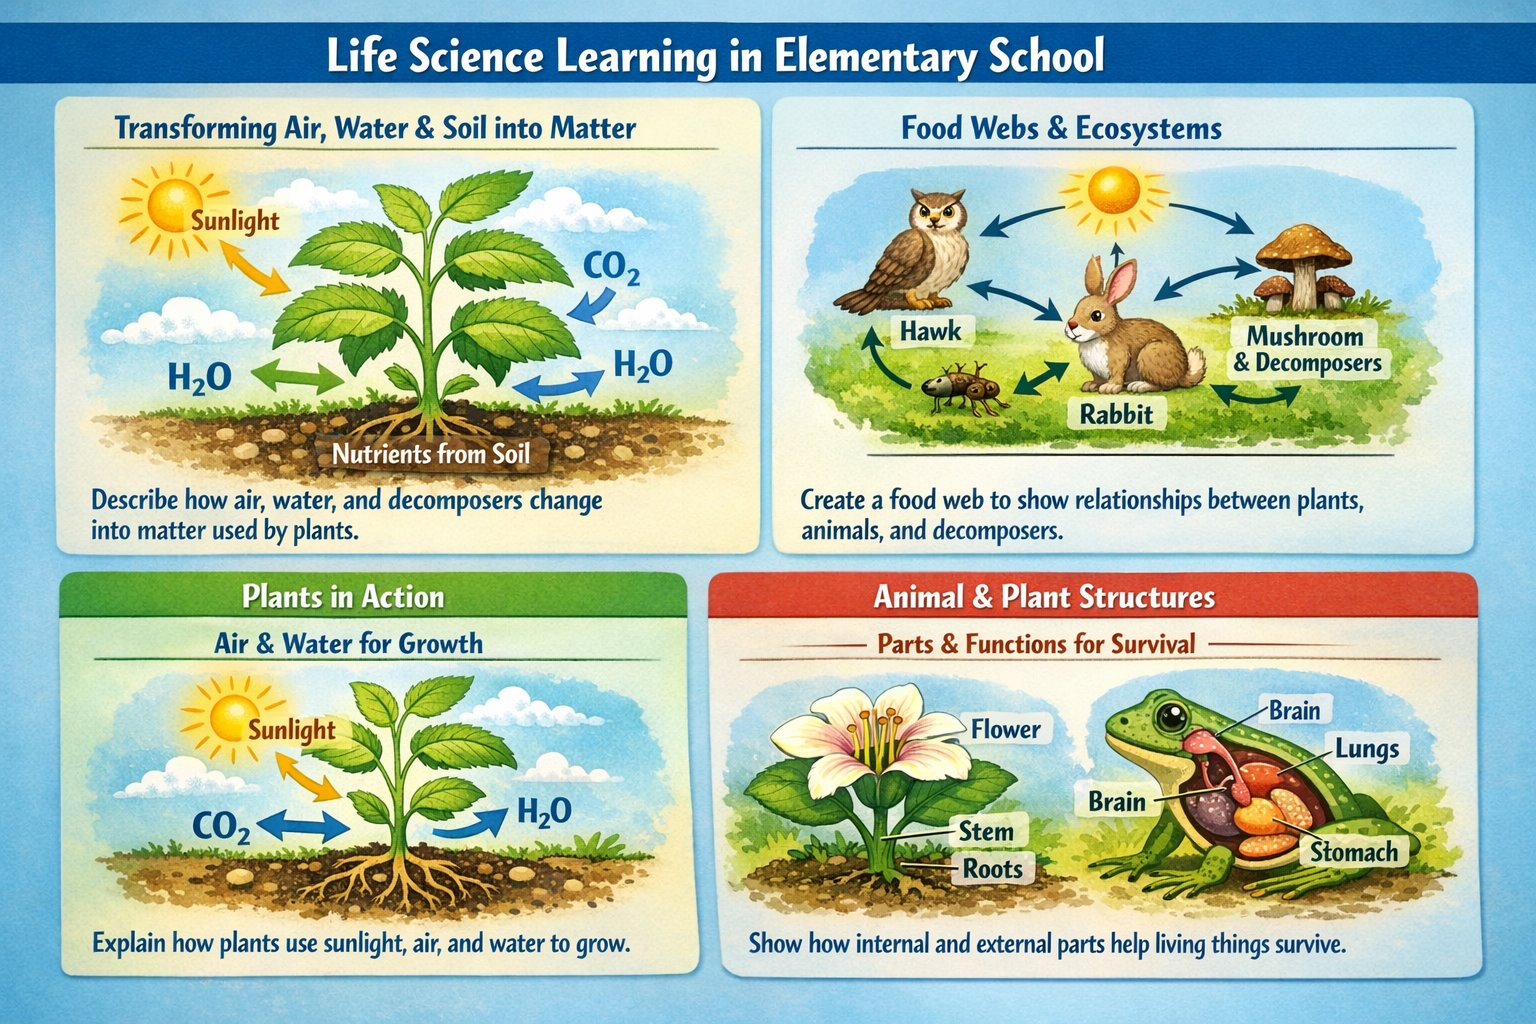 Life Science Learning in Elementary School
Transforming Air, Water & Soil into Matter
Sunlight
CO₂
H₂O
H₂O
Nutrients from Soil
Describe how air, water, and decomposers change
into matter used by plants.
Food Webs & Ecosystems
Hawk
Mushroom
& Decomposers
Rabbit
Create a food web to show relationships between plants,
animals, and decomposers.
Plants in Action
Air & Water for Growth
Sunlight
CO₂
H₂O
Explain how plants use sunlight, air, and water to grow.
Animal & Plant Structures
Parts & Functions for Survival
Flower
Stem
Roots
Brain
Lungs
Brain
Stomach
Show how internal and external parts help living things survive.